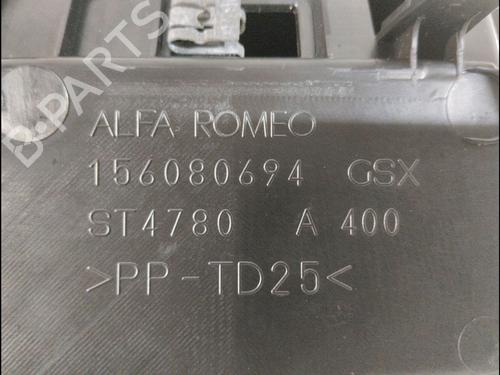 B-PARTS
ALFA ROMEO
156080694 GSX
ST4780 A 400
>PP-TD25<